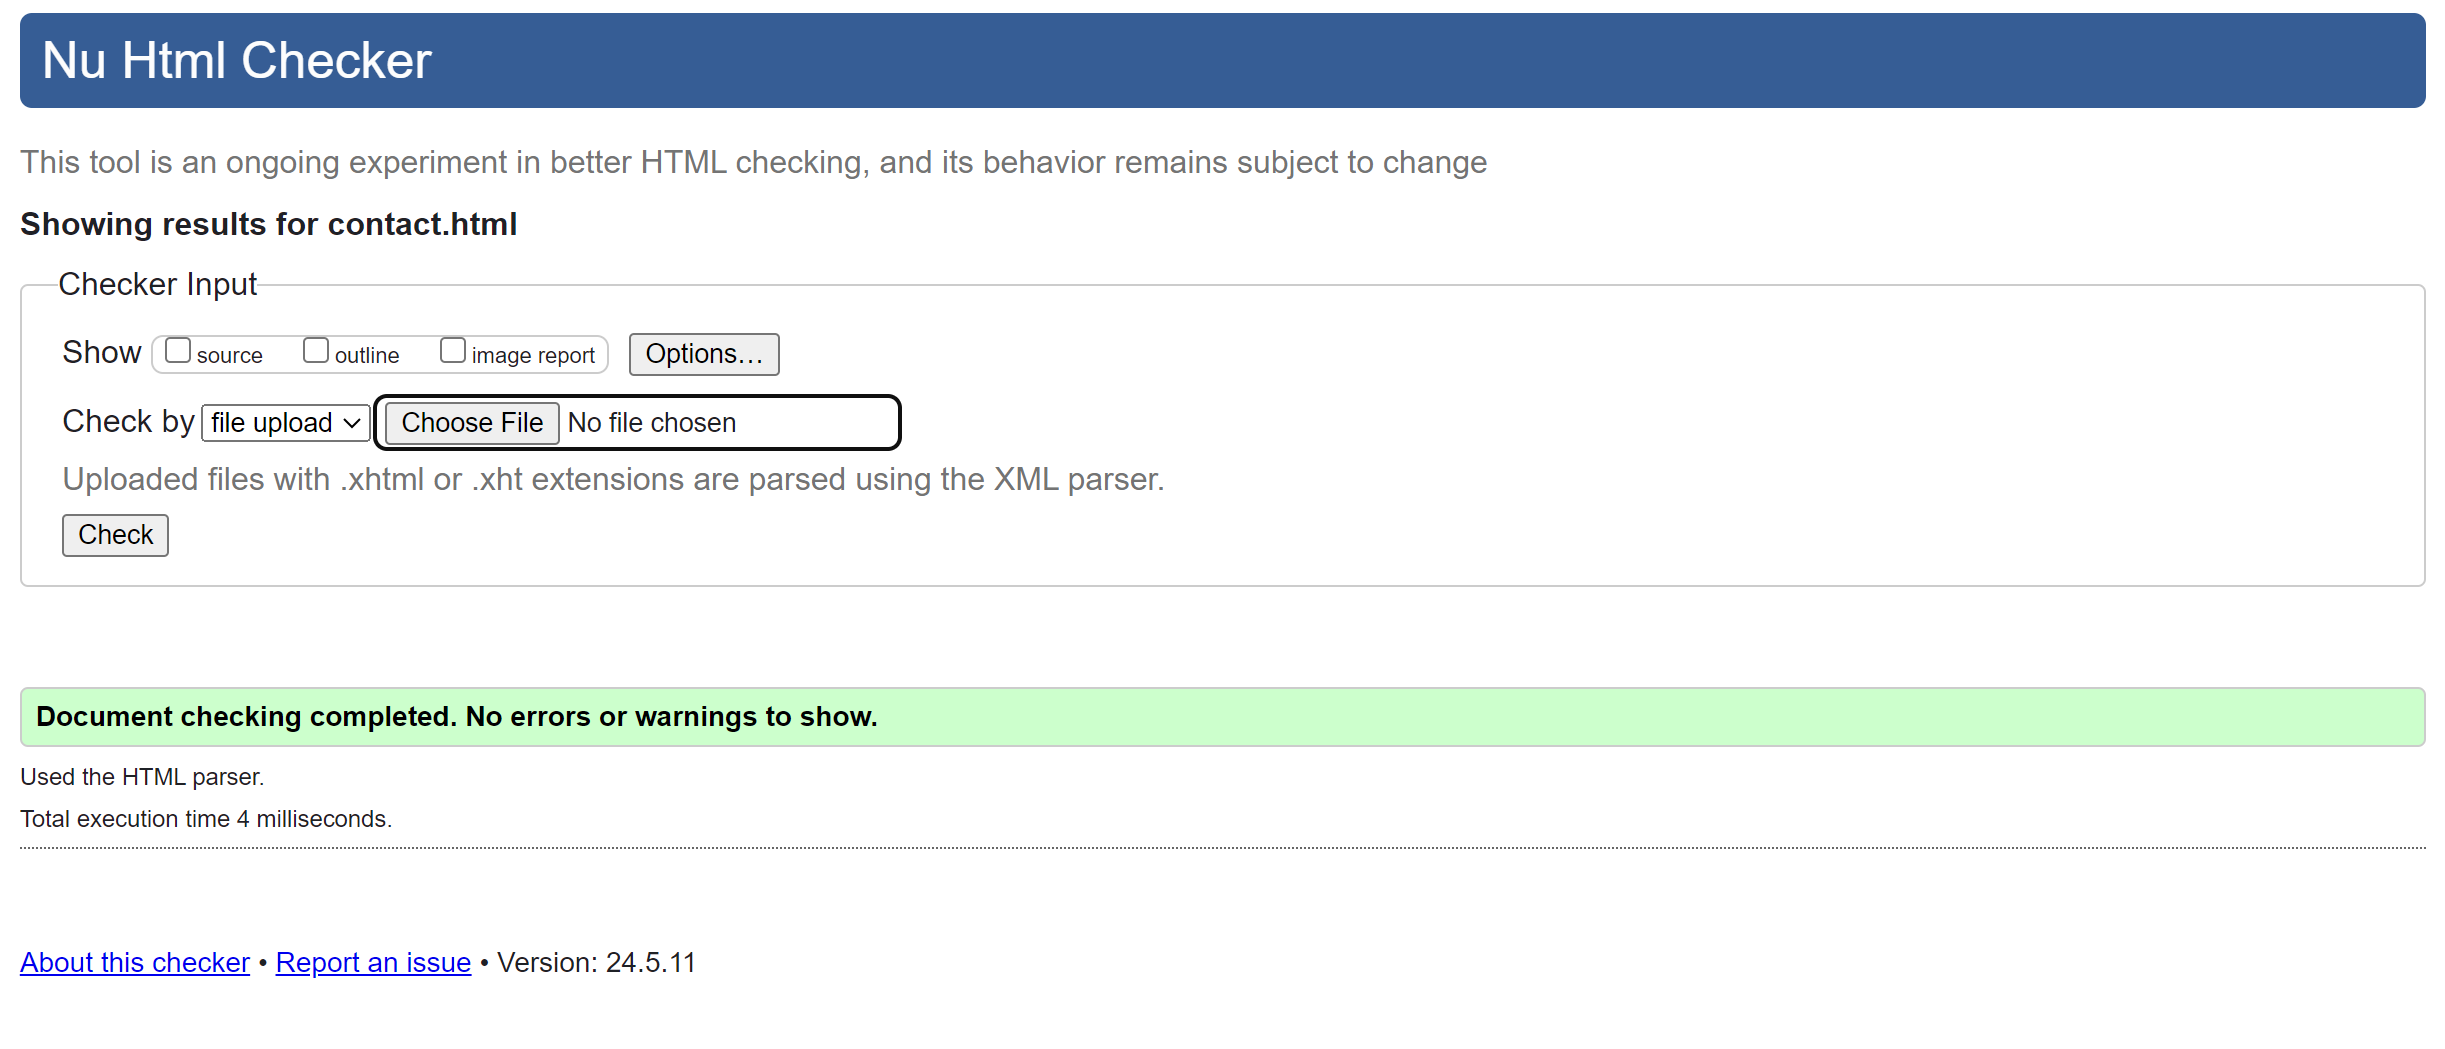 Nu Html Checker
This tool is an ongoing experiment in better HTML checking, and its behavior remains subject to change
Showing results for contact.html
Checker Input
Show source outline image report Options...
Check by file upload Choose File No file chosen
Uploaded files with .xhtml or .xht extensions are parsed using the XML parser.
Check
Document checking completed. No errors or warnings to show.
Used the HTML parser.
Total execution time 4 milliseconds.
About this checker • Report an issue • Version: 24.5.11